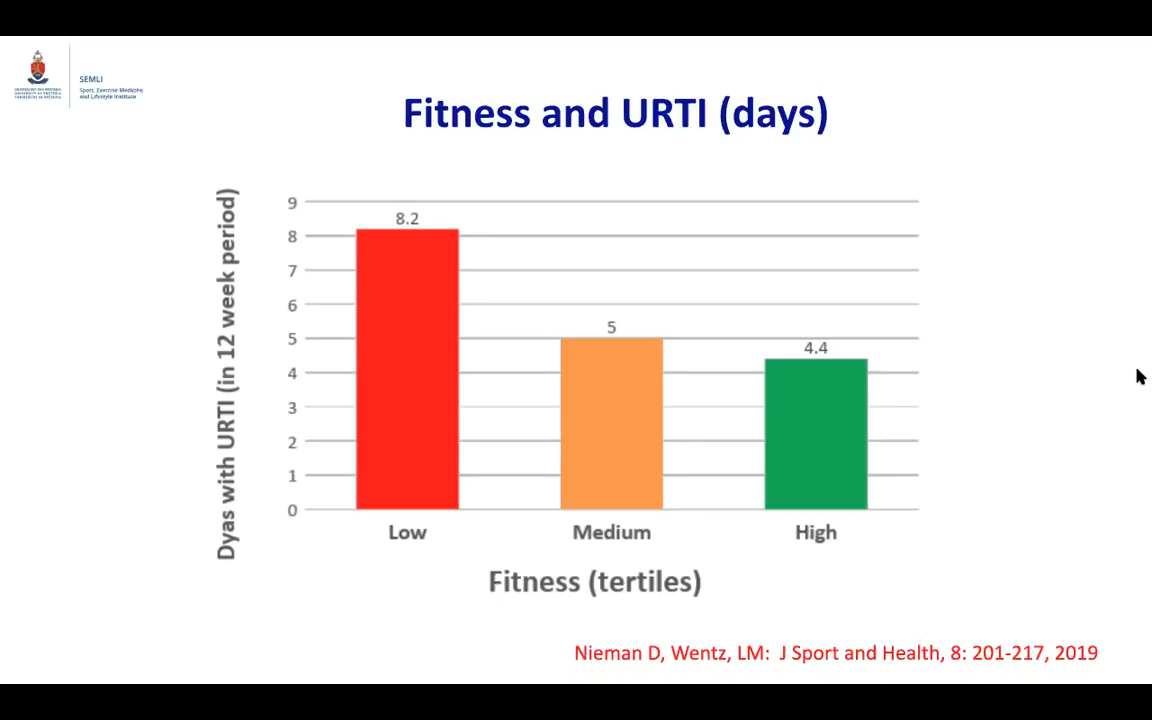 SEMLI
Sport, Exercise Medicine
and Lifestyle Institute
Fitness and URTI (days)
Dyas with URTI (in 12 week period)
9
8
7
6
5
4
3
2
1
0
8.2
5
4.4
Low Medium High
Fitness (tertiles)
Nieman D, Wentz, LM: J Sport and Health, 8: 201-217, 2019